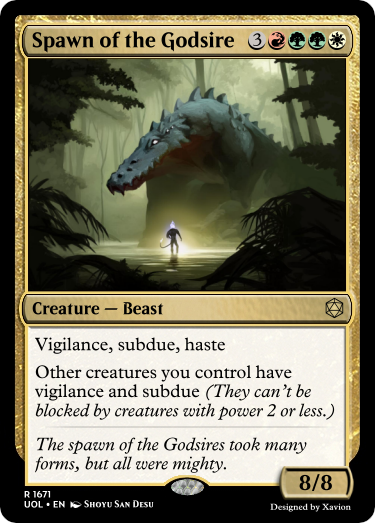 Spawn of the Godsire 3
Creature — Beast
Vigilance, subdue, haste
Other creatures you control have
vigilance and subdue (They can't be
blocked by creatures with power 2 or less.)
The spawn of the Godsires took many
forms, but all were mighty.
8/8
R 1671
UOL • EN Shoyu San Desu
Designed by Xavion